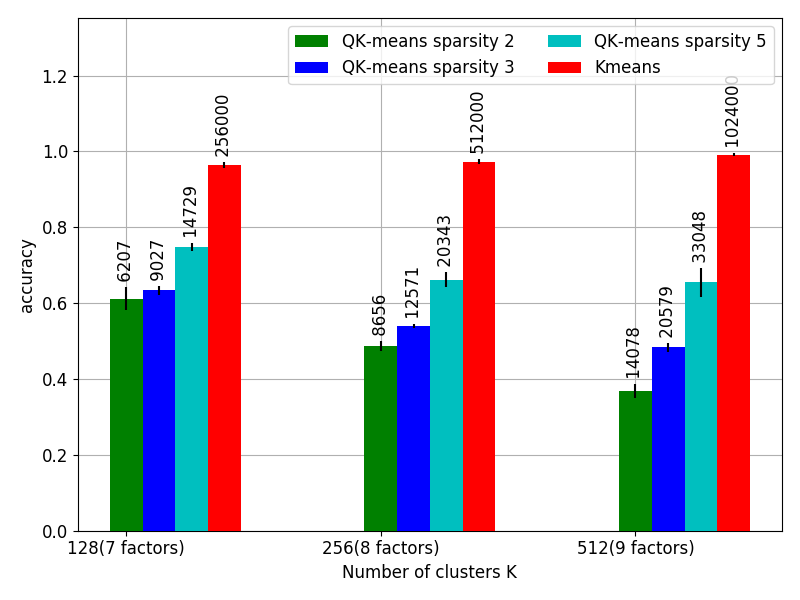 QK-means sparsity 2
QK-means sparsity 3
QK-means sparsity 5
Kmeans
accuracy
1.2
1.0
0.8
0.6
0.4
0.2
0.0
6207
9027
14729
256000
8656
12571
20343
512000
14078
20579
33048
1024000
128(7 factors)
256(8 factors)
512(9 factors)
Number of clusters K